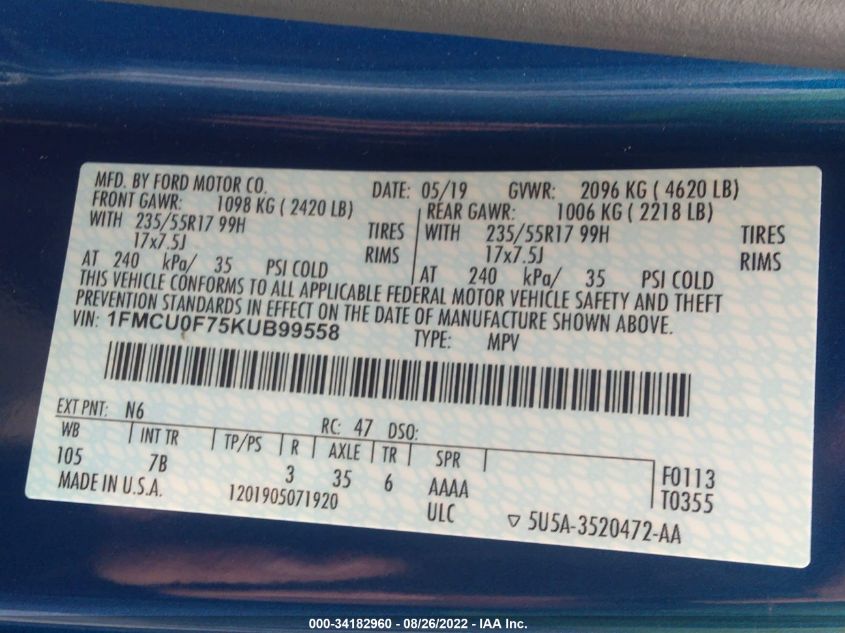 MFD. BY FORD MOTOR CO. DATE: 05/19 GVWR: 2096 KG ( 4620 LB)
FRONT GAWR: 1098 KG ( 2420 LB) REAR GAWR: 1006 KG ( 2218 LB)
WITH 235/55R17 99H TIRES WITH 235/55R17 99H TIRES
17x7.5J RIMS 17x7.5J RIMS
AT 240 kPa/ 35 PSI COLD AT 240 kPa/ 35 PSI COLD
THIS VEHICLE CONFORMS TO ALL APPLICABLE FEDERAL MOTOR VEHICLE SAFETY AND THEFT
PREVENTION STANDARDS IN EFFECT ON THE DATE OF MANUFACTURE SHOWN ABOVE.
VIN: 1FMCU0F75KUB99558 TYPE: MPV
EXT PNT: N6 RC: 47 DSO:
WB INT TR TP/PS R AXLE TR SPR
105 7B 3 35 6 AAAA F0113
MADE IN U.S.A. 1201905071920 ULC T0355
▽ 5U5A-3520472-AA
000-34182960 - 08/26/2022 - IAA Inc.